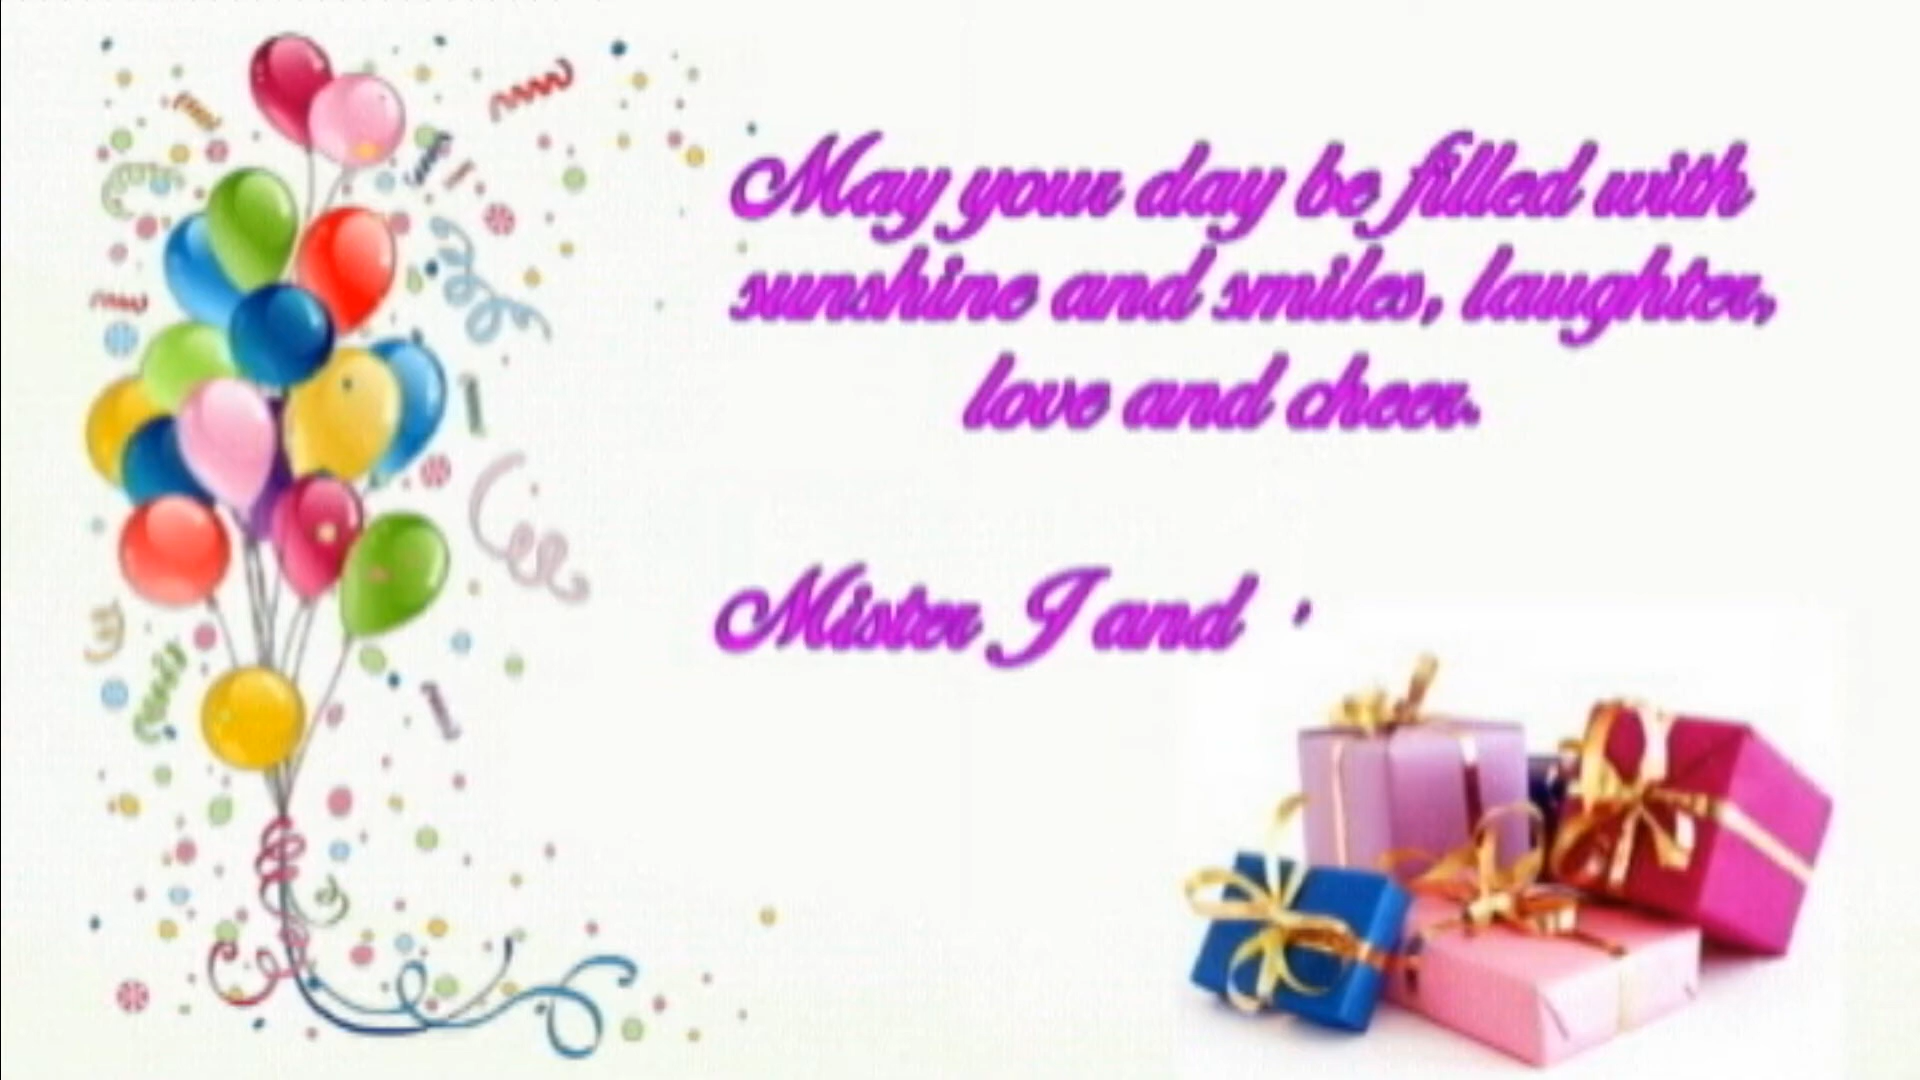 May your day be filled with
sunshine and smiles, laughter,
love and cheer.
Mister J and